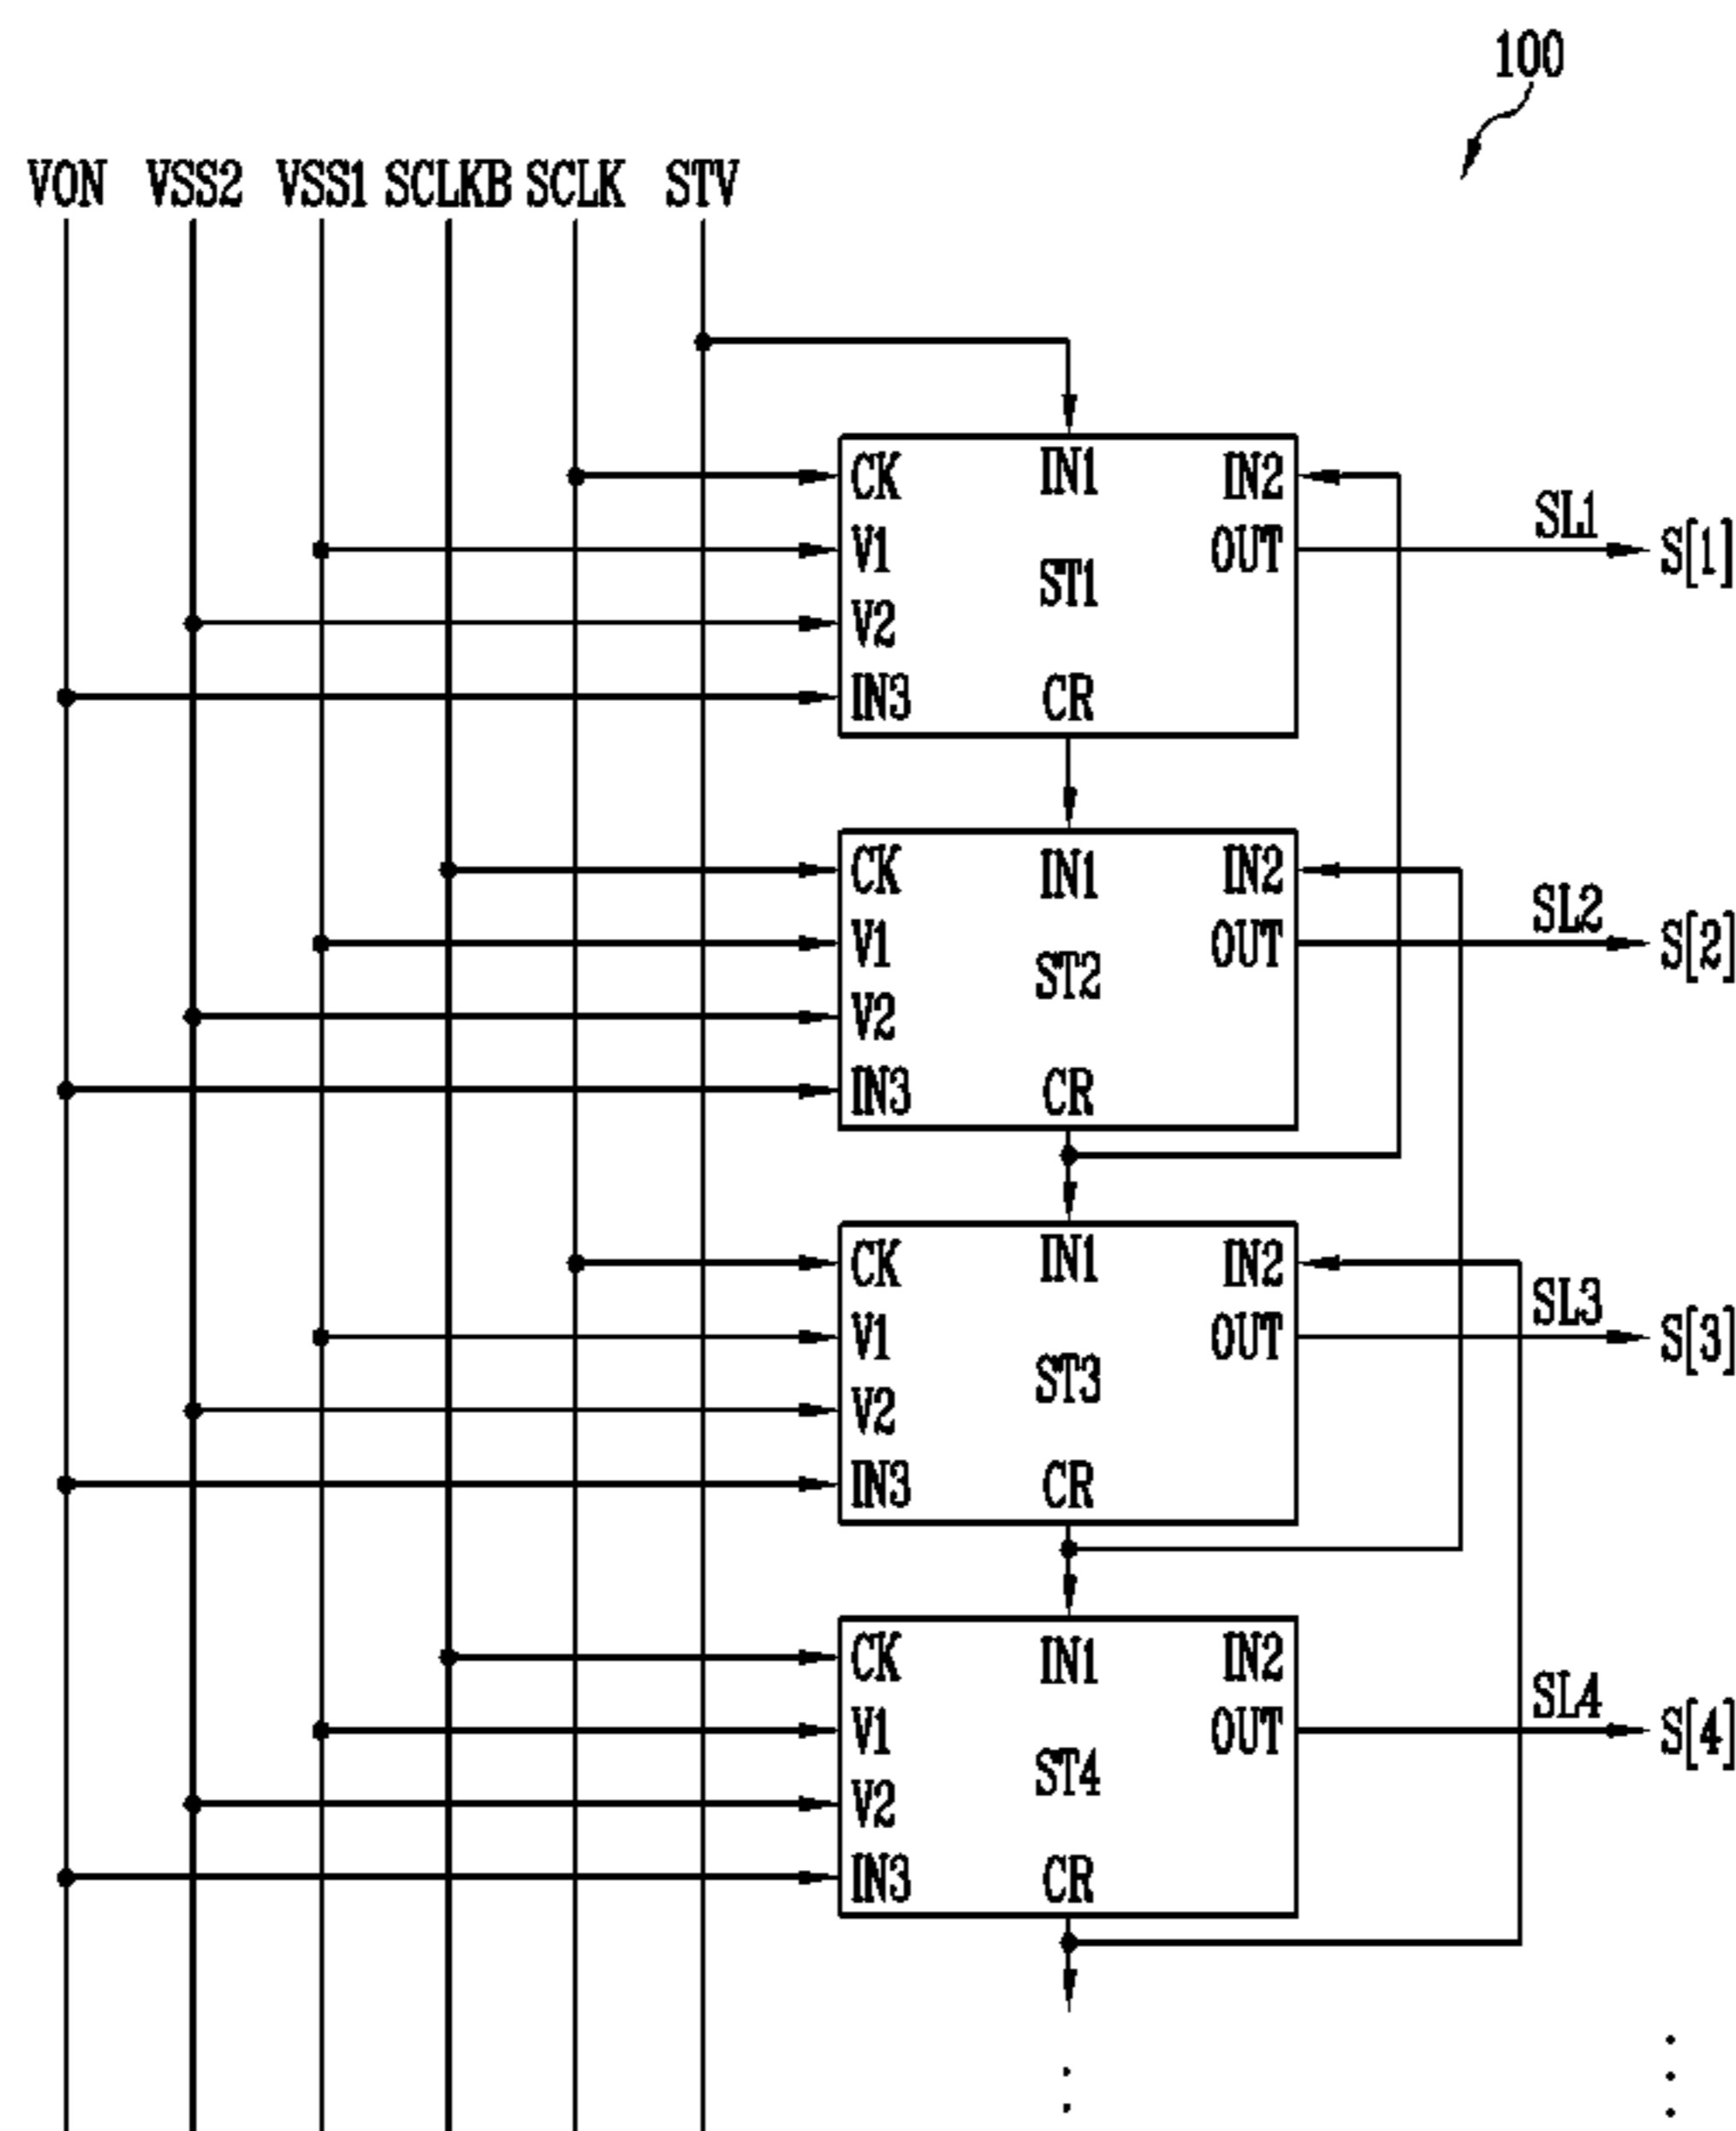 100
VON VSS2 VSS1 SCLKB SCLK STV
CK IN1 IN2
SL1
V1 OUT S[1]
ST1
V2
IN3 CR
CK IN1 IN2
SL2
V1 OUT S[2]
ST2
V2
IN3 CR
CK IN1 IN2
SL3
V1 OUT S[3]
ST3
V2
IN3 CR
CK IN1 IN2
SL4
V1 OUT S[4]
ST4
V2
IN3 CR